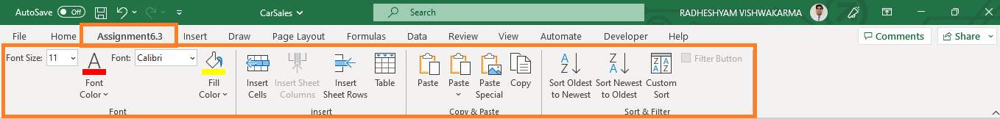 AutoSave Off CarSales Search RADHESHYAM VISHWAKARMA
File Home Assignment6.3 Insert Draw Page Layout Formulas Data Review View Automate Developer Help Comments Share
Font Size: 11 A Font: Calibri A Z Z A Z A A Z Filter Button
Font Fill Insert Insert Sheet Insert Table Paste Paste Paste Copy Sort Oldest Sort Newest Custom
Color Color Cells Columns Sheet Rows Special to Newest to Oldest Sort
Font insert Copy & Paste Sort & Filter